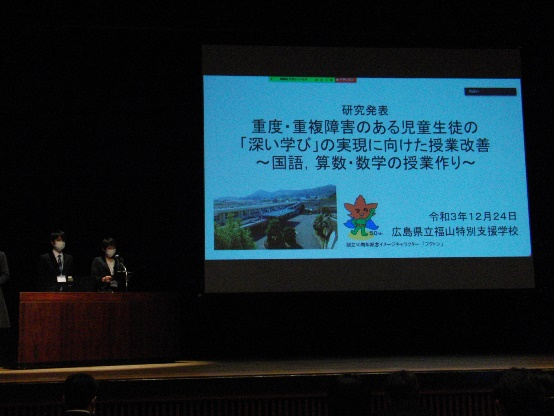 研究発表
重度・重複障害のある児童生徒の
「深い学び」の実現に向けた授業改善
～国語，算数・数学の授業作り～
令和3年12月24日
広島県立福山特別支援学校
50th